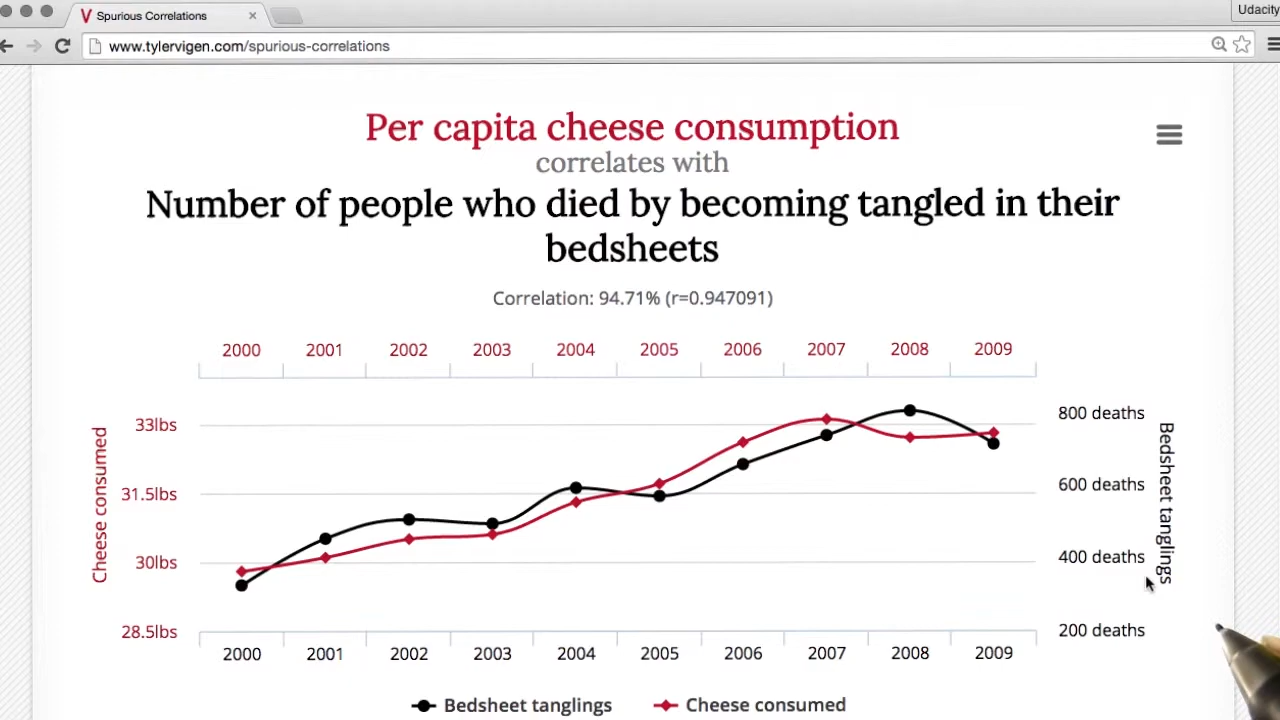 Spurious Correlations
Udacity
www.tylervigen.com/spurious-correlations
Per capita cheese consumption
correlates with
Number of people who died by becoming tangled in their
bedsheets
Correlation: 94.71% (r=0.947091)
2000 2001 2002 2003 2004 2005 2006 2007 2008 2009
Cheese consumed
33lbs
31.5lbs
30lbs
28.5lbs
800 deaths
600 deaths
400 deaths
200 deaths
Bedsheet tanglings
2000 2001 2002 2003 2004 2005 2006 2007 2008 2009
Bedsheet tanglings Cheese consumed